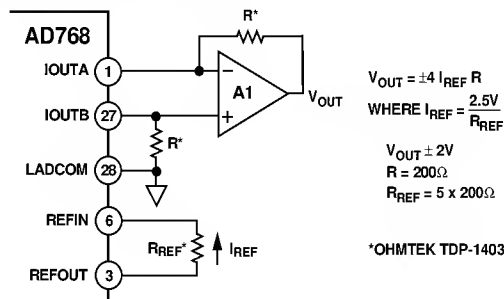 AD768
IOUTA 1
IOUTB 27
LADCOM 28
REFIN 6
REFOUT 3
R*
−
A1
+
VOUT
R*
RREF*
IREF
VOUT = ±4 IREF R
WHERE IREF = 2.5V
RREF
VOUT ± 2V
R = 200Ω
RREF = 5 x 200Ω
*OHMTEK TDP-1403